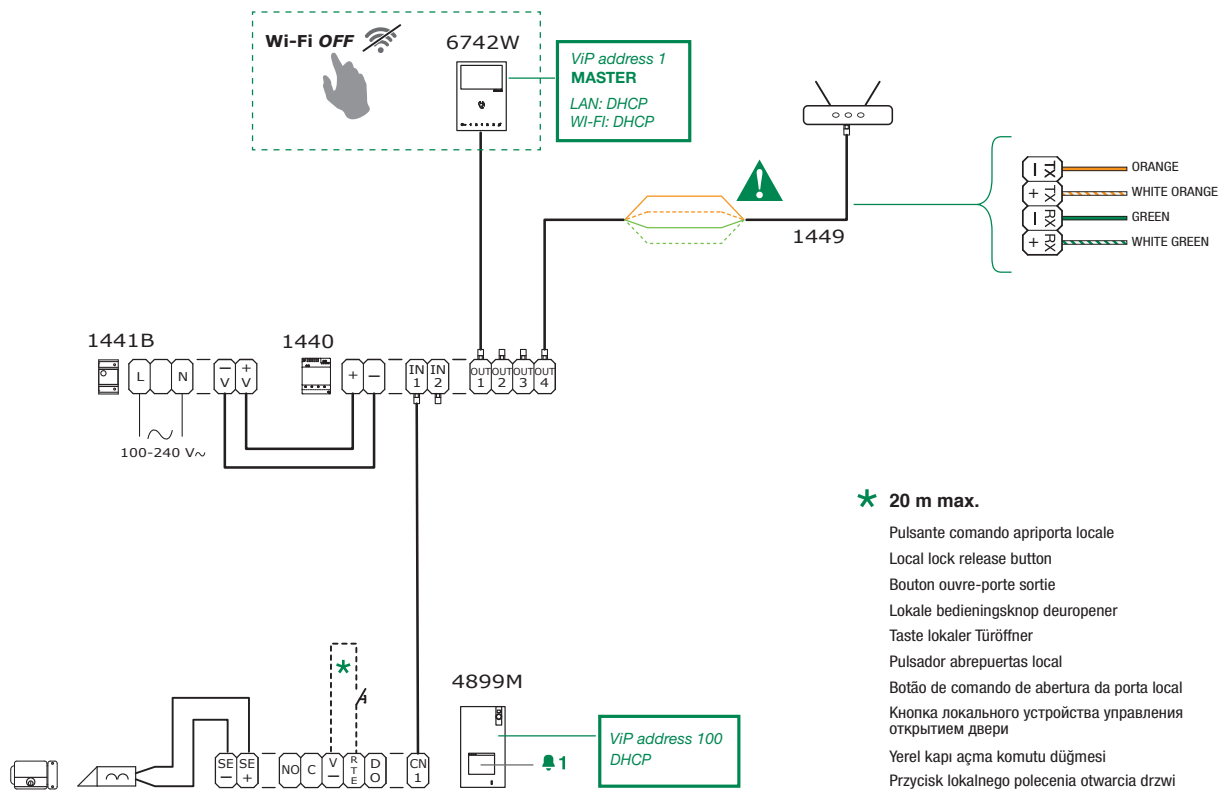 Wi-Fi OFF
6742W
ViP address 1
MASTER
LAN: DHCP
WI-FI: DHCP
1449
– TX ORANGE
+ TX WHITE ORANGE
– RX GREEN
+ RX WHITE GREEN
1441B
L N – V + V
100-240 V~
1440
+ –
IN 1 IN 2
OUT 1 OUT 2 OUT 3 OUT 4
* 20 m max.
Pulsante comando apriporta locale
Local lock release button
Bouton ouvre-porte sortie
Lokale bedieningsknop deuropener
Taste lokaler Türöffner
Pulsador abrepuertas local
Botão de comando de abertura da porta local
Кнопка локального устройства управления
открытием двери
Yerel kapı açma komutu düğmesi
Przycisk lokalnego polecenia otwarcia drzwi
*
SE – SE + NO C V – RTE DO CN 1
4899M
1
ViP address 100
DHCP